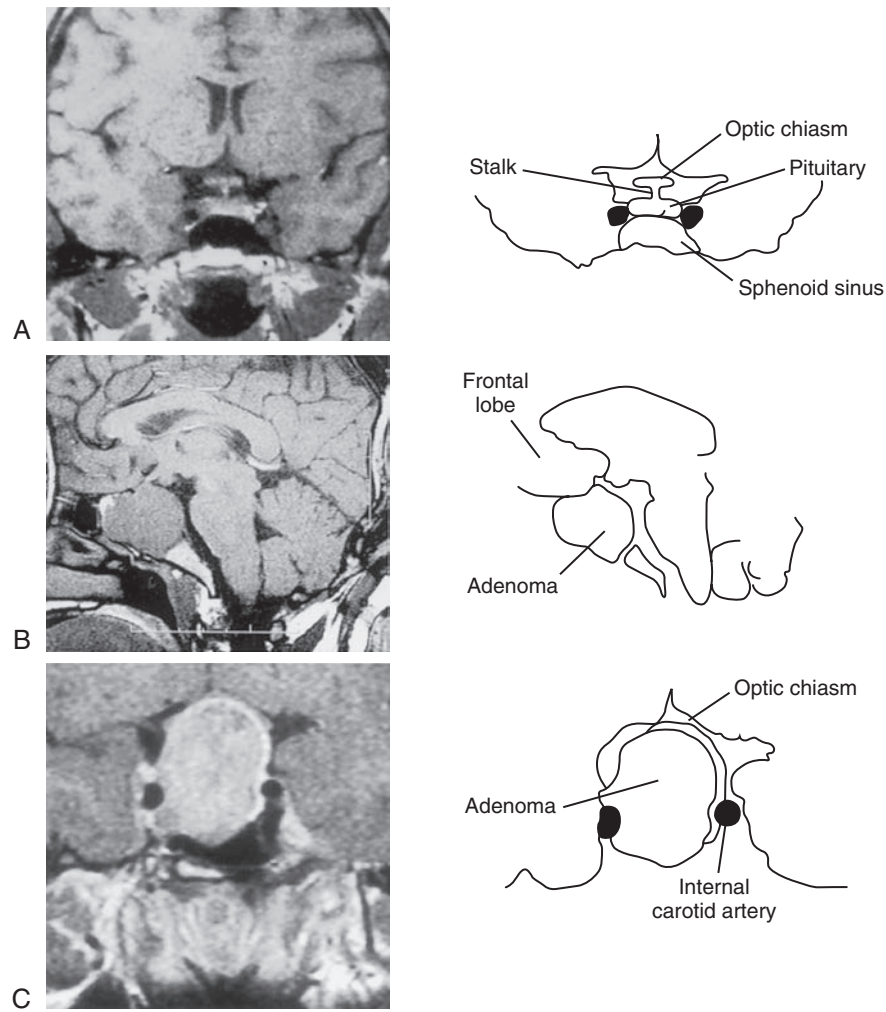 Optic chiasm
Stalk
Pituitary
Sphenoid sinus
A
Frontal
lobe
Adenoma
B
Optic chiasm
Adenoma
Internal
carotid artery
C